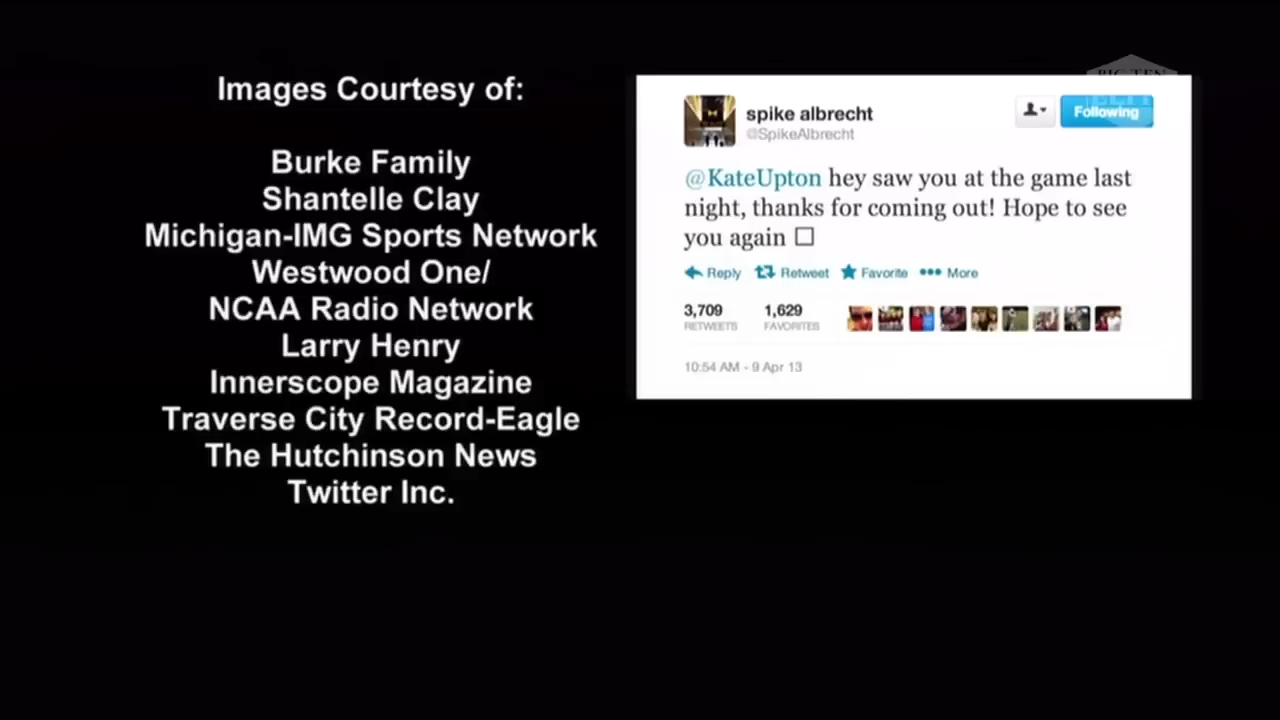 Images Courtesy of:
Burke Family
Shantelle Clay
Michigan-IMG Sports Network
Westwood One/
NCAA Radio Network
Larry Henry
Innerscope Magazine
Traverse City Record-Eagle
The Hutchinson News
Twitter Inc.
BIG TEN
spike albrecht
@SpikeAlbrecht
Following
@KateUpton hey saw you at the game last
night, thanks for coming out! Hope to see
you again □
Reply Retweet Favorite More
3,709 1,629
RETWEETS FAVORITES
10:54 AM - 9 Apr 13